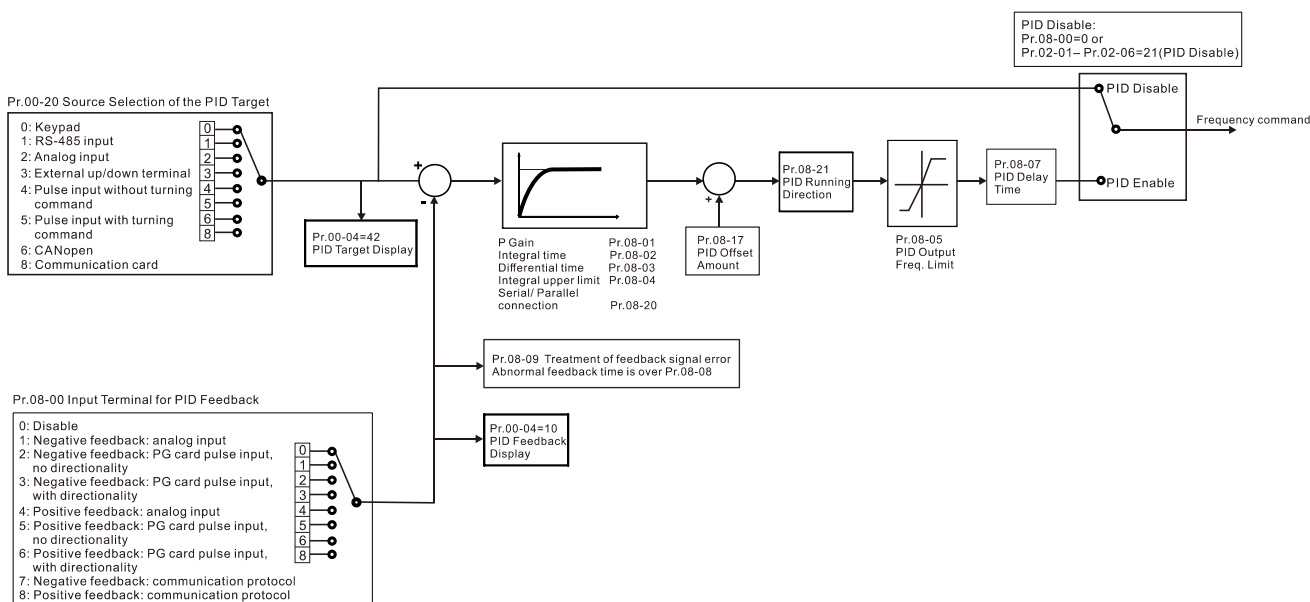 PID Disable:
Pr.08-00=0 or
Pr.02-01– Pr.02-06=21(PID Disable)
Pr.00-20 Source Selection of the PID Target
0: Keypad
1: RS-485 input
2: Analog input
3: External up/down terminal
4: Pulse input without turning
command
5: Pulse input with turning
command
6: CANopen
8: Communication card
0
1
2
3
4
5
6
8
+
-
Pr.00-04=42
PID Target Display
P Gain Pr.08-01
Integral time Pr.08-02
Differential time Pr.08-03
Integral upper limit Pr.08-04
Serial/ Parallel
connection Pr.08-20
+
Pr.08-17
PID Offset
Amount
Pr.08-21
PID Running
Direction
Pr.08-05
PID Output
Freq. Limit
Pr.08-07
PID Delay
Time
PID Disable
Frequency command
PID Enable
Pr.08-09 Treatment of feedback signal error
Abnormal feedback time is over Pr.08-08
Pr.00-04=10
PID Feedback
Display
Pr.08-00 Input Terminal for PID Feedback
0: Disable
1: Negative feedback: analog input
2: Negative feedback: PG card pulse input,
no directionality
3: Negative feedback: PG card pulse input,
with directionality
4: Positive feedback: analog input
5: Positive feedback: PG card pulse input,
no directionality
6: Positive feedback: PG card pulse input,
with directionality
7: Negative feedback: communication protocol
8: Positive feedback: communication protocol
0
1
2
3
4
5
6
8